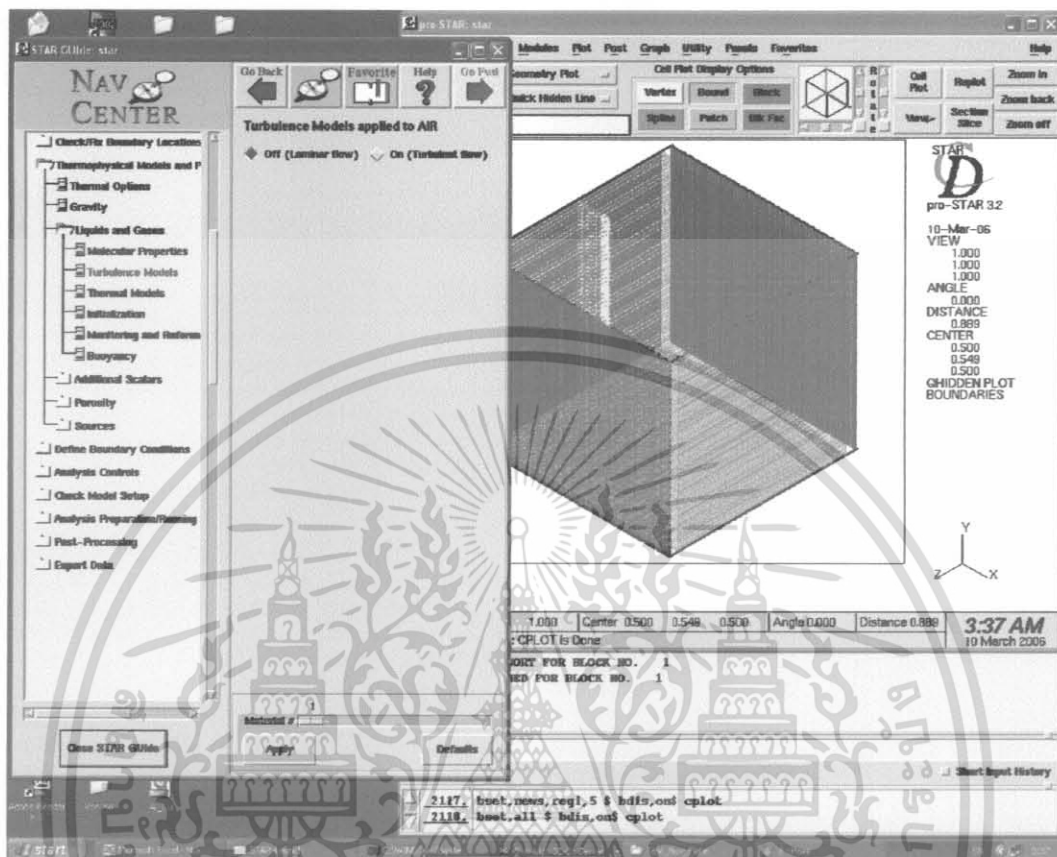 pro-STAR: star
STAR GUIde: star
Modules Plot Post Graph Utility Panels Favorites Help
NAV CENTER
Go Back
Favorite
Help
Geometry Plot
Quick Hidden Line
Cell Plot Display Options
Vertex Bound Block
Spline Patch
Rotate
Cell Plot
Replot
Zoom in
Zoom back
View
Section Slice
Zoom off
Check/Fix Boundary Locations
Thermophysical Models and P
Thermal Options
Gravity
Liquids and Gases
Molecular Properties
Turbulence Models
Thermal Models
Initialization
Buoyancy
Additional Scalars
Porosity
Sources
Define Boundary Conditions
Analysis Controls
Check Model Setup
Analysis Preparation/Running
Post-Processing
Export Data
Close STAR GUIde
Turbulence Models applied to AIR
Off (Laminar flow) On (Turbulent flow)
1
Material #
Apply Defaults
STAR
CD
pro-STAR 3.2
10-Mar-06
VIEW
1.000
1.000
1.000
ANGLE
0.000
DISTANCE
0.889
CENTER
0.500
0.549
0.500
QHIDDEN PLOT
BOUNDARIES
Y
Z X
1.000 Center 0.500 0.549 0.500 Angle 0.000 Distance 0.889
3:37 AM
10 March 2006
CPLOT Is Done
FOR BLOCK NO. 1
FOR BLOCK NO. 1
Short Input History
2117, bset,news,regi,5 $ bdis,on$ cplot
2118, bset,all $ bdis,on$ cplot
start